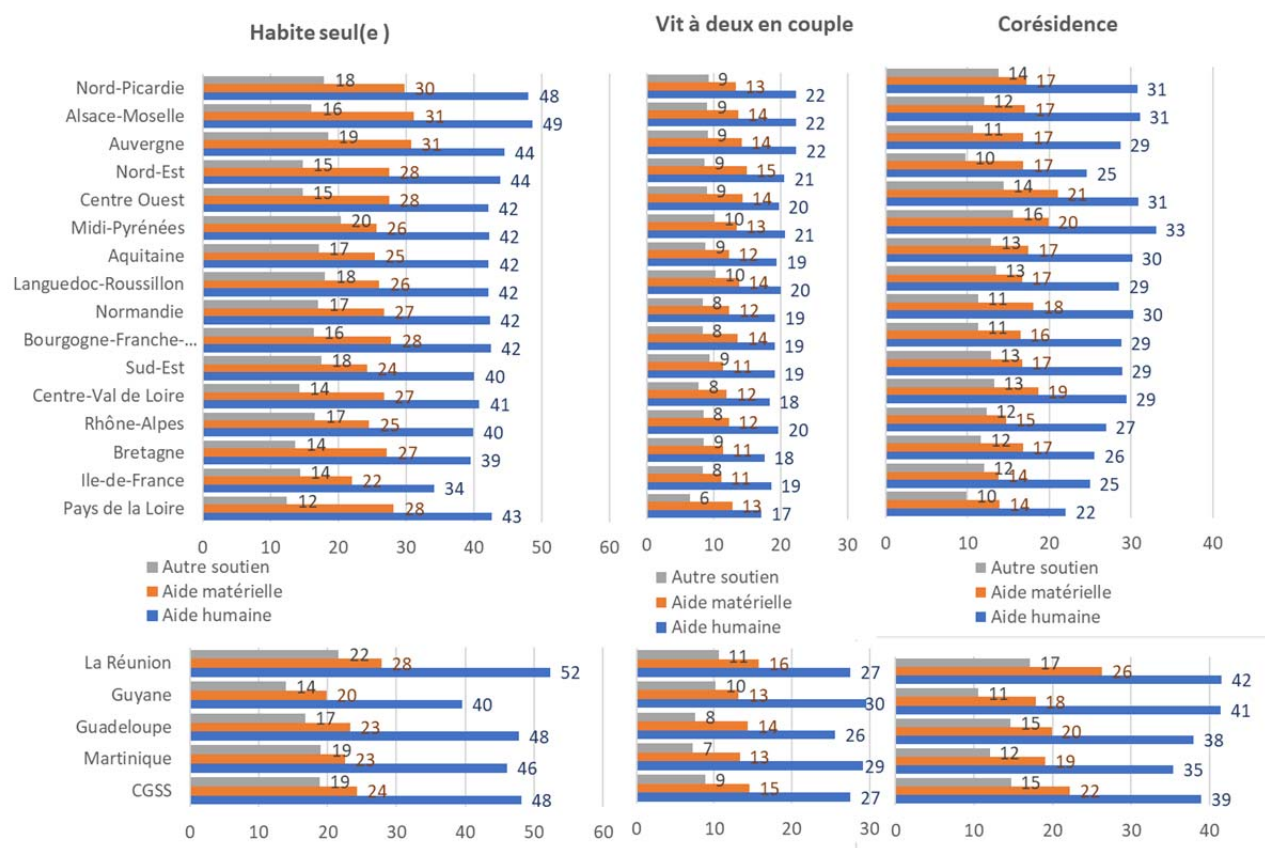 Habite seul(e )
Vit à deux en couple
Corésidence
Nord-Picardie 18 30 48 9 13 22 14 17 31
Alsace-Moselle 16 31 49 9 14 22 12 17 31
Auvergne 19 31 44 9 14 22 11 17 29
Nord-Est 15 28 44 9 15 21 10 17 25
Centre Ouest 15 28 42 9 14 20 14 21 31
Midi-Pyrénées 20 26 42 10 13 21 16 20 33
Aquitaine 17 25 42 9 12 19 13 17 30
Languedoc-Roussillon 18 26 42 10 14 20 13 17 29
Normandie 17 27 42 8 12 19 11 18 30
Bourgogne-Franche-... 16 28 42 8 14 19 11 16 29
Sud-Est 18 24 40 9 11 19 13 17 29
Centre-Val de Loire 14 27 41 8 12 18 13 19 29
Rhône-Alpes 17 25 40 8 12 20 12 15 27
Bretagne 14 27 39 9 11 18 12 17 26
Ile-de-France 14 22 34 8 11 19 12 14 25
Pays de la Loire 12 28 43 6 13 17 10 14 22
0 10 20 30 40 50 60 0 10 20 30 0 10 20 30 40
Autre soutien
Aide matérielle
Aide humaine
Autre soutien
Aide matérielle
Aide humaine
Autre soutien
Aide matérielle
Aide humaine
La Réunion 22 28 52 11 16 27 17 26 42
Guyane 14 20 40 10 13 30 11 18 41
Guadeloupe 17 23 48 8 14 26 15 20 38
Martinique 19 23 46 7 13 29 12 19 35
CGSS 19 24 48 9 15 27 15 22 39
0 10 20 30 40 50 60 0 10 20 30 0 10 20 30 40